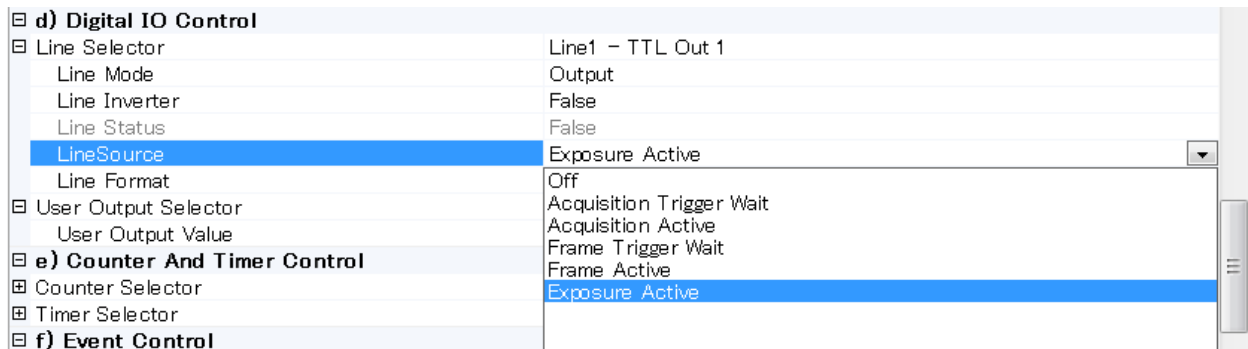 d) Digital IO Control
Line Selector Line1 - TTL Out 1
Line Mode Output
Line Inverter False
Line Status False
LineSource Exposure Active
Line Format Off
Acquisition Trigger Wait
User Output Selector Acquisition Active
User Output Value Frame Trigger Wait
e) Counter And Timer Control Frame Active
Counter Selector Exposure Active
Timer Selector
f) Event Control